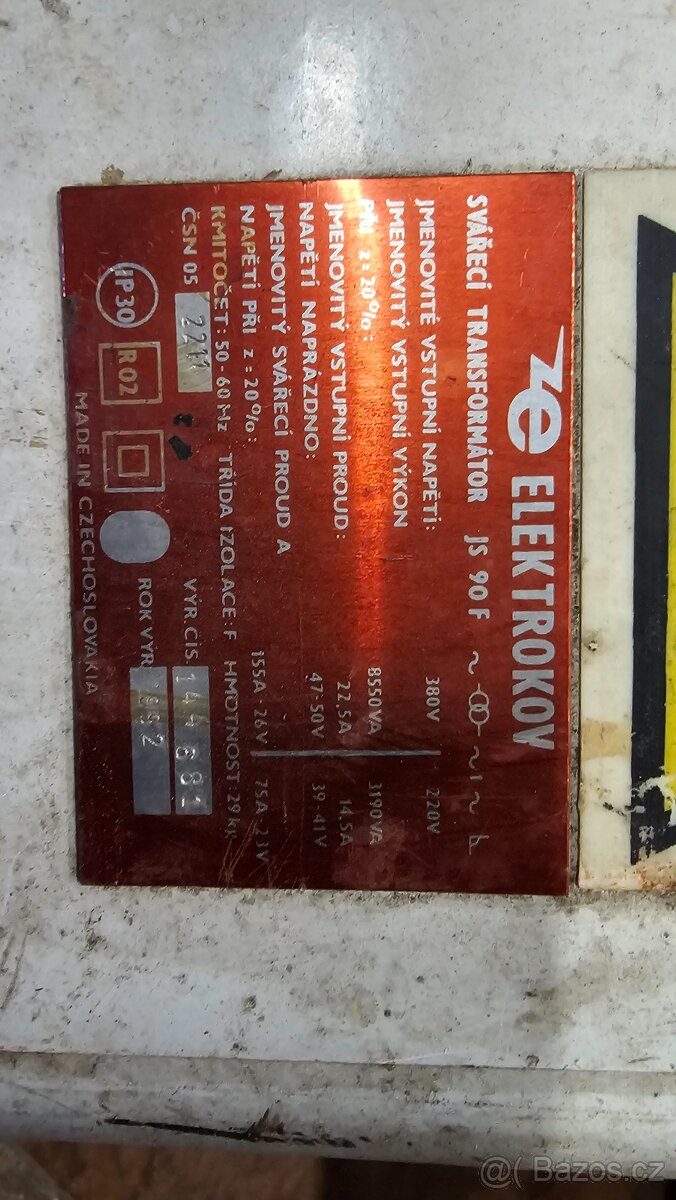 ELEKTROKOV
SVÁŘECÍ TRANSFORMÁTOR JS 90 F
JMENOVITÉ VSTUPNÍ NAPĚTÍ: 380V 220V
JMENOVITÝ VSTUPNÍ VÝKON
PŘI z = 20%: 8550VA 3190VA
JMENOVITÝ VSTUPNÍ PROUD: 22,5A 14,5A
NAPĚTÍ NAPRÁZDNO: 47-50V 39-41V
JMENOVITÝ SVÁŘECÍ PROUD A
NAPĚTÍ PŘI z = 20%: 155A - 26V 75A - 23V
KMITOČET: 50 - 60 Hz TŘÍDA IZOLACE: F HMOTNOST: 29 kg
ČSN 05 2211 VÝR. ČÍS.
IP30 R02 ROK VÝR. 1992
MADE IN CZECHOSLOVAKIA
@( Bazos.cz